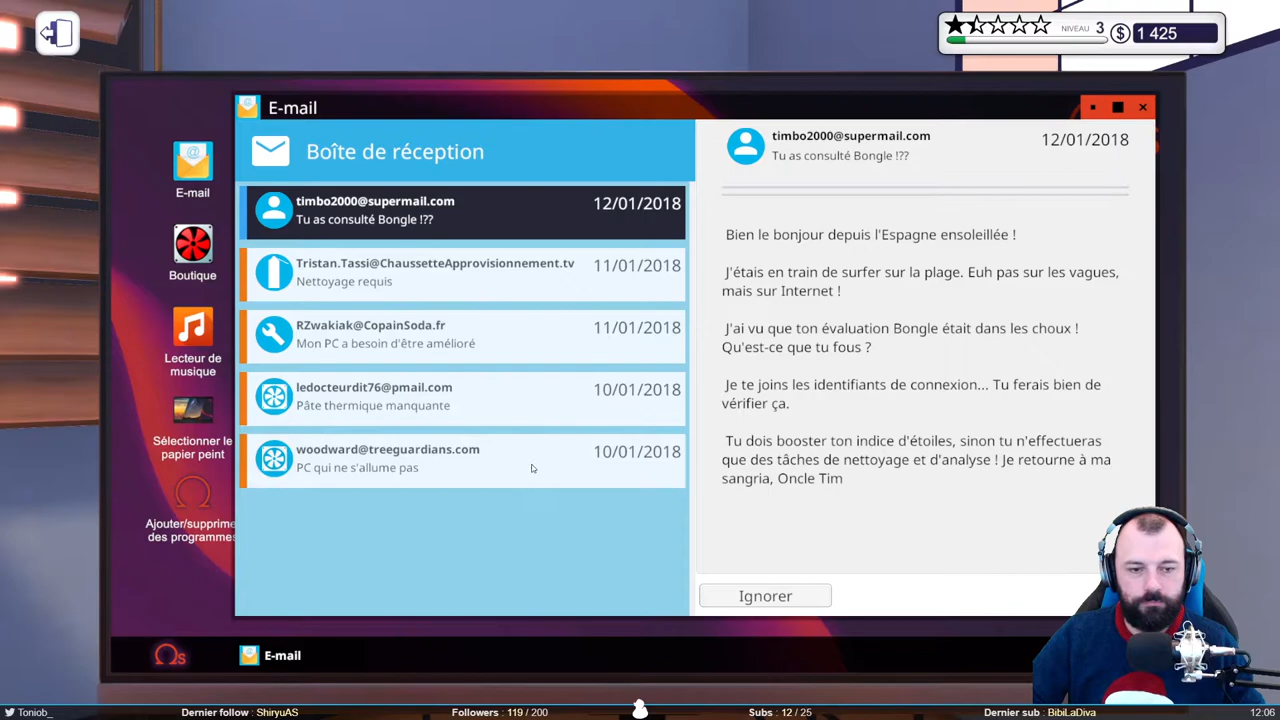 NIVEAU 3
$ 1 425
E-mail
Boîte de réception
timbo2000@supermail.com
12/01/2018
Tu as consulté Bongle !??
Tristan.Tassi@ChaussetteApprovisionnement.tv
11/01/2018
Nettoyage requis
RZwakiak@CopainSoda.fr
11/01/2018
Mon PC a besoin d'être amélioré
ledocteurdit76@pmail.com
10/01/2018
Pâte thermique manquante
woodward@treeguardians.com
10/01/2018
PC qui ne s'allume pas
timbo2000@supermail.com
12/01/2018
Tu as consulté Bongle !??
Bien le bonjour depuis l'Espagne ensoleillée !
J'étais en train de surfer sur la plage. Euh pas sur les vagues,
mais sur Internet !
J'ai vu que ton évaluation Bongle était dans les choux !
Qu'est-ce que tu fous ?
Je te joins les identifiants de connexion... Tu ferais bien de
vérifier ça.
Tu dois booster ton indice d'étoiles, sinon tu n'effectueras
que des tâches de nettoyage et d'analyse ! Je retourne à ma
sangria, Oncle Tim
Ignorer
E-mail
Boutique
Lecteur de
musique
Sélectionner le
papier peint
Ajouter/supprime
des programmes
Ωs
E-mail
Toniob_
Dernier follow : ShiryuAS
Followers : 119 / 200
Subs : 12 / 25
Dernier sub : BibiLaDiva
12:06